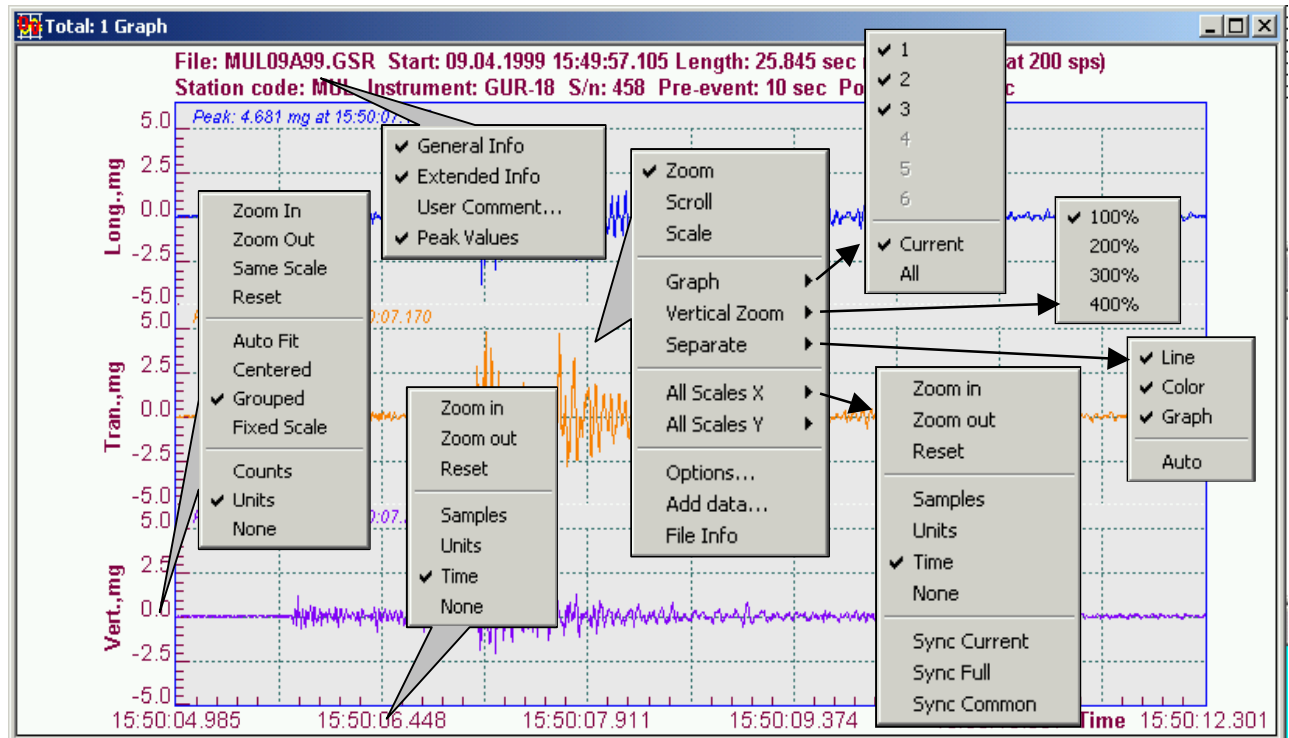 Total: 1 Graph
File: MUL09A99.GSR Start: 09.04.1999 15:49:57.105 Length: 25.845 sec at 200 sps)
Station code: MUL Instrument: GUR-18 S/n: 458 Pre-event: 10 sec
Peak: 4.681 mg at
Long.,mg
5.0
2.5
0.0
-2.5
-5.0
Tran.,mg
5.0
2.5
0.0
-2.5
-5.0
Vert.,mg
5.0
2.5
0.0
-2.5
-5.0
15:50:04.985 15:50:06.448 15:50:07.911 15:50:09.374 Time 15:50:12.301
General Info
Extended Info
User Comment...
Peak Values
Zoom In
Zoom Out
Same Scale
Reset
Auto Fit
Centered
Grouped
Fixed Scale
Counts
Units
None
Zoom in
Zoom out
Reset
Samples
Units
Time
None
Zoom
Scroll
Scale
Graph
Vertical Zoom
Separate
All Scales X
All Scales Y
Options...
Add data...
File Info
1
2
3
4
5
6
Current
All
100%
200%
300%
400%
Line
Color
Graph
Auto
Zoom in
Zoom out
Reset
Samples
Units
Time
None
Sync Current
Sync Full
Sync Common